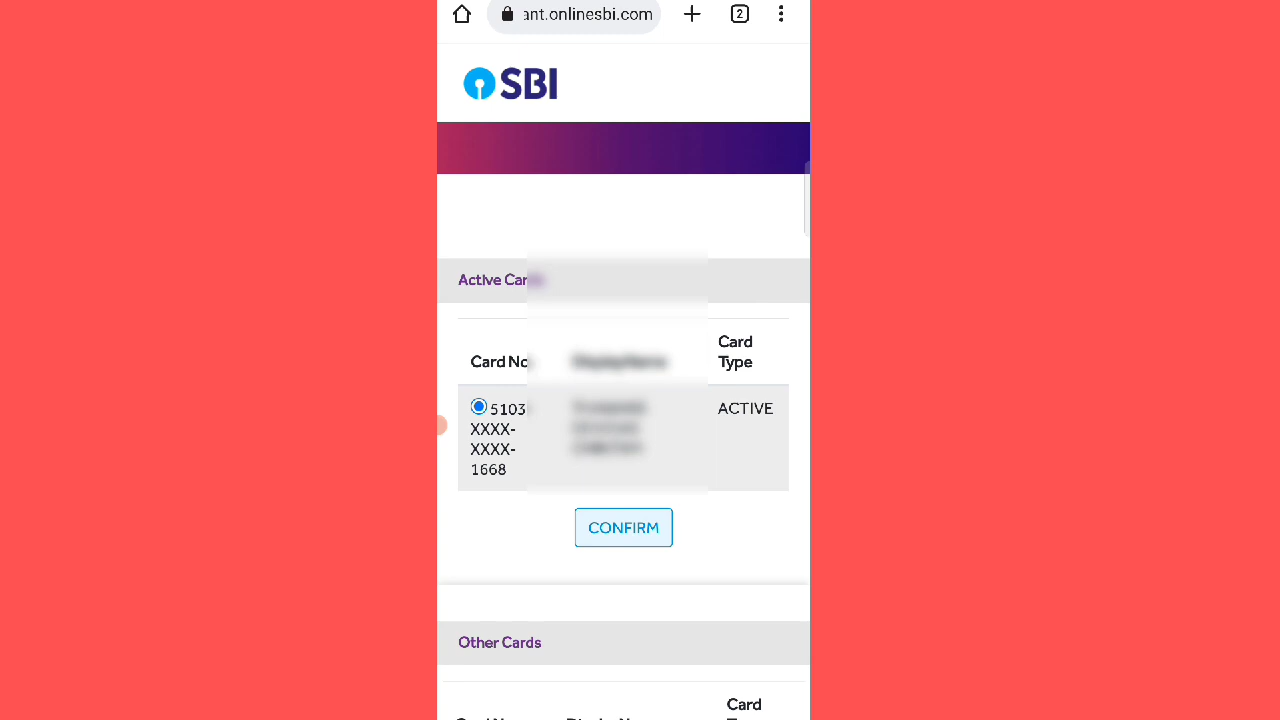 2
ant.onlinesbi.com
SBI
Active Cards
Card No.
Card
Type
5103
XXXX-
XXXX-
1668
ACTIVE
CONFIRM
Other Cards
Card